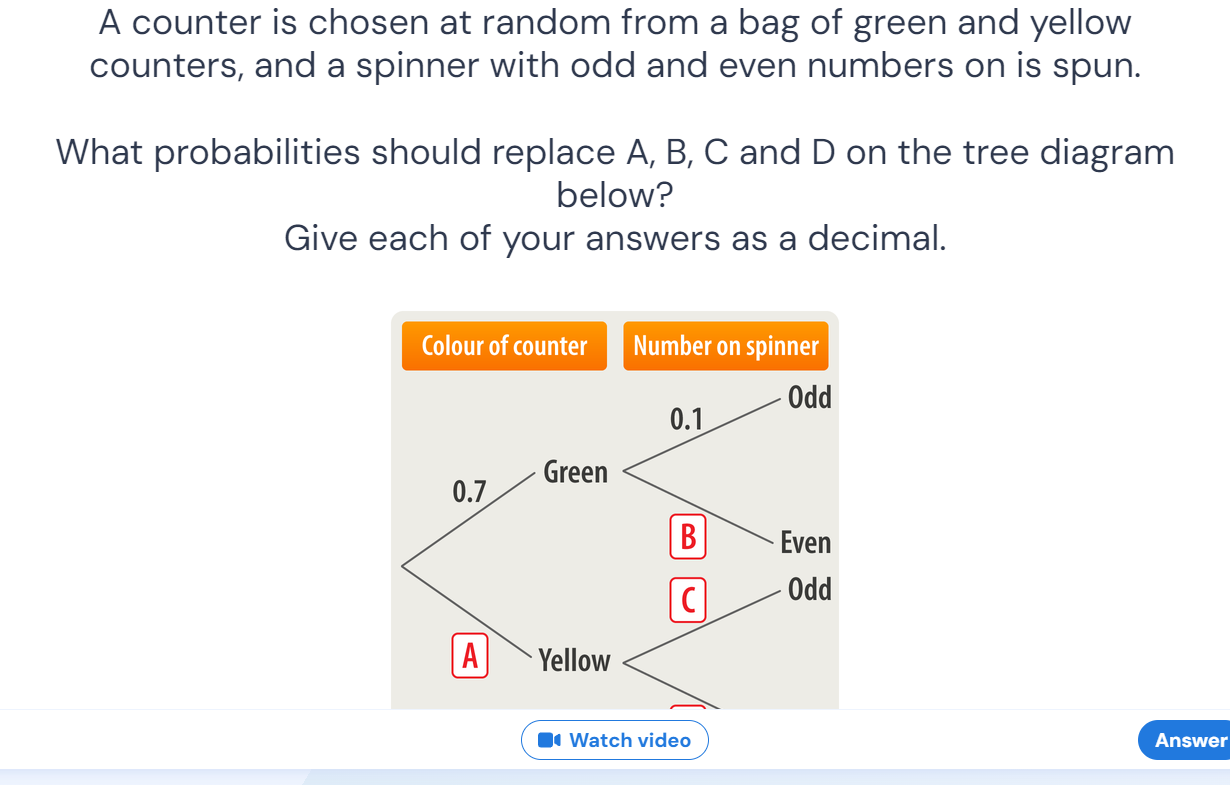 A counter is chosen at random from a bag of green and yellow
counters, and a spinner with odd and even numbers on is spun.
What probabilities should replace A, B, C and D on the tree diagram
below?
Give each of your answers as a decimal.
Colour of counter
Number on spinner
Odd
0.1
Green
0.7
B
Even
Odd
C
A
Yellow
Watch video
Answer